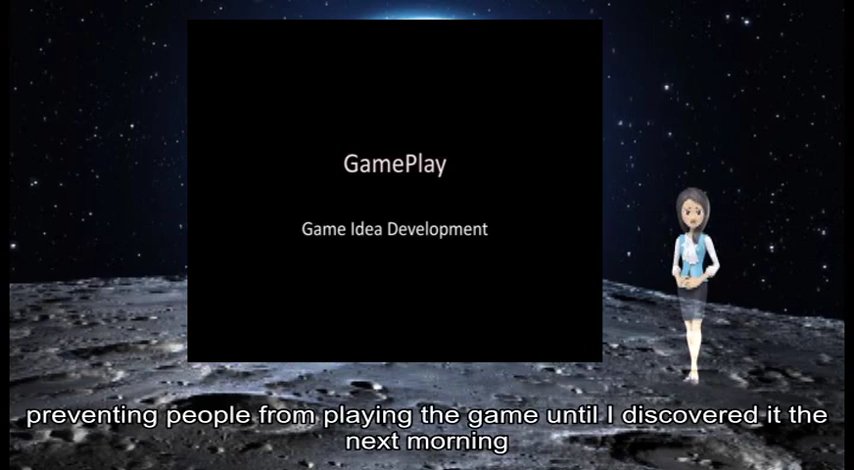 GamePlay
Game Idea Development
preventing people from playing the game until I discovered it the
next morning